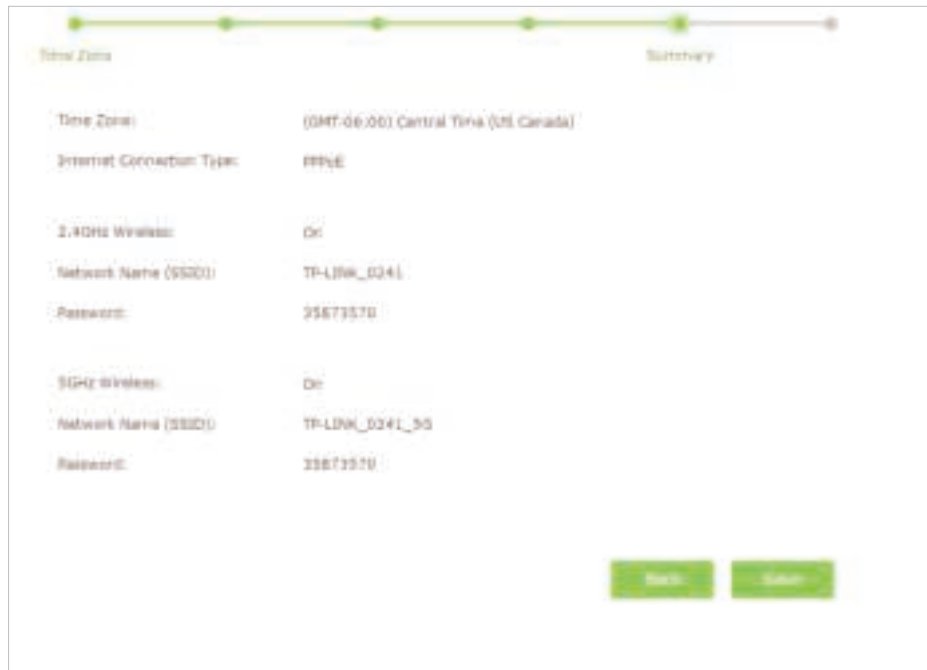 Time Zone
Summary
Time Zone: (GMT-06:00) Central Time (US Canada)
Internet Connection Type: PPPoE
2.4GHz Wireless: On
Network Name (SSID): TP-LINK_0241
Password: 35873570
5GHz Wireless: On
Network Name (SSID): TP-LINK_0241_5G
Password: 35873570
Back
Save